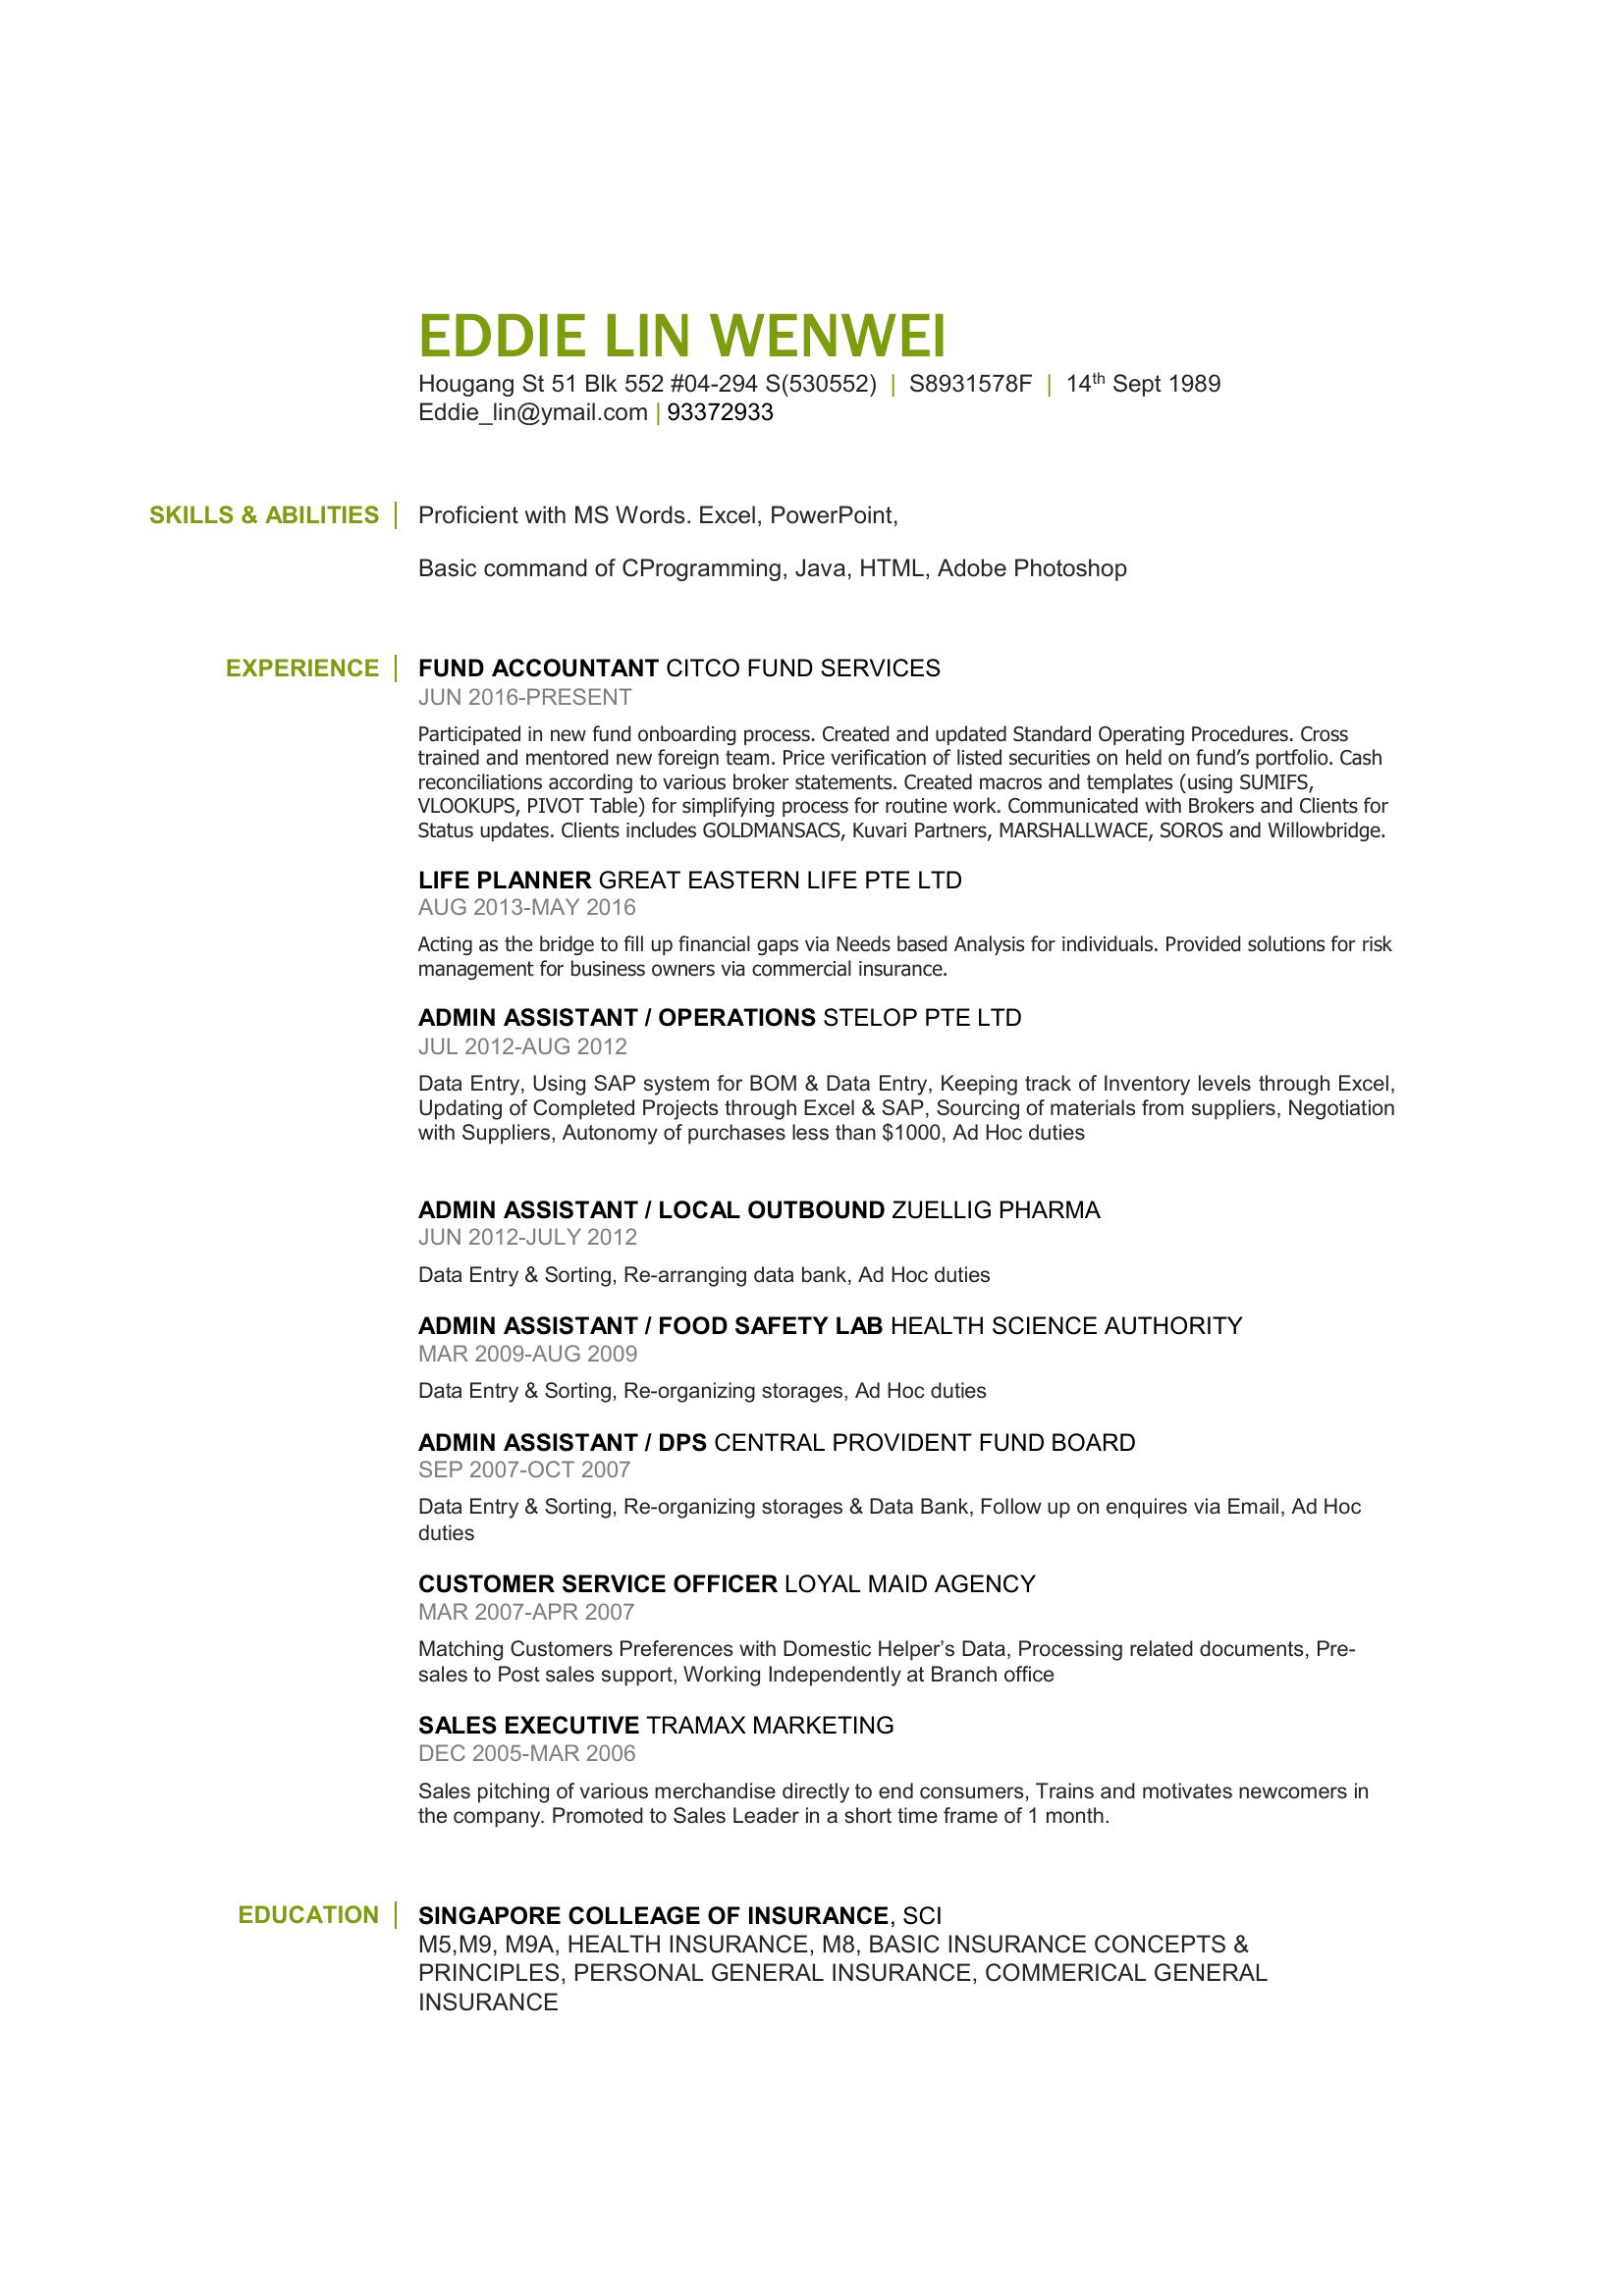 EDDIE LIN WENWEI
Hougang St 51 Blk 552 #04-294 S(530552) | S8931578F | 14th Sept 1989
Eddie_lin@ymail.com | 93372933
SKILLS & ABILITIES | Proficient with MS Words. Excel, PowerPoint,
Basic command of CProgramming, Java, HTML, Adobe Photoshop
EXPERIENCE | FUND ACCOUNTANT CITCO FUND SERVICES
JUN 2016-PRESENT
Participated in new fund onboarding process. Created and updated Standard Operating Procedures. Cross
trained and mentored new foreign team. Price verification of listed securities on held on fund’s portfolio. Cash
reconciliations according to various broker statements. Created macros and templates (using SUMIFS,
VLOOKUPS, PIVOT Table) for simplifying process for routine work. Communicated with Brokers and Clients for
Status updates. Clients includes GOLDMANSACS, Kuvari Partners, MARSHALLWACE, SOROS and Willowbridge.
LIFE PLANNER GREAT EASTERN LIFE PTE LTD
AUG 2013-MAY 2016
Acting as the bridge to fill up financial gaps via Needs based Analysis for individuals. Provided solutions for risk
management for business owners via commercial insurance.
ADMIN ASSISTANT / OPERATIONS STELOP PTE LTD
JUL 2012-AUG 2012
Data Entry, Using SAP system for BOM & Data Entry, Keeping track of Inventory levels through Excel,
Updating of Completed Projects through Excel & SAP, Sourcing of materials from suppliers, Negotiation
with Suppliers, Autonomy of purchases less than $1000, Ad Hoc duties
ADMIN ASSISTANT / LOCAL OUTBOUND ZUELLIG PHARMA
JUN 2012-JULY 2012
Data Entry & Sorting, Re-arranging data bank, Ad Hoc duties
ADMIN ASSISTANT / FOOD SAFETY LAB HEALTH SCIENCE AUTHORITY
MAR 2009-AUG 2009
Data Entry & Sorting, Re-organizing storages, Ad Hoc duties
ADMIN ASSISTANT / DPS CENTRAL PROVIDENT FUND BOARD
SEP 2007-OCT 2007
Data Entry & Sorting, Re-organizing storages & Data Bank, Follow up on enquires via Email, Ad Hoc
duties
CUSTOMER SERVICE OFFICER LOYAL MAID AGENCY
MAR 2007-APR 2007
Matching Customers Preferences with Domestic Helper’s Data, Processing related documents, Pre-
sales to Post sales support, Working Independently at Branch office
SALES EXECUTIVE TRAMAX MARKETING
DEC 2005-MAR 2006
Sales pitching of various merchandise directly to end consumers, Trains and motivates newcomers in
the company. Promoted to Sales Leader in a short time frame of 1 month.
EDUCATION | SINGAPORE COLLEAGE OF INSURANCE, SCI
M5,M9, M9A, HEALTH INSURANCE, M8, BASIC INSURANCE CONCEPTS &
PRINCIPLES, PERSONAL GENERAL INSURANCE, COMMERICAL GENERAL
INSURANCE